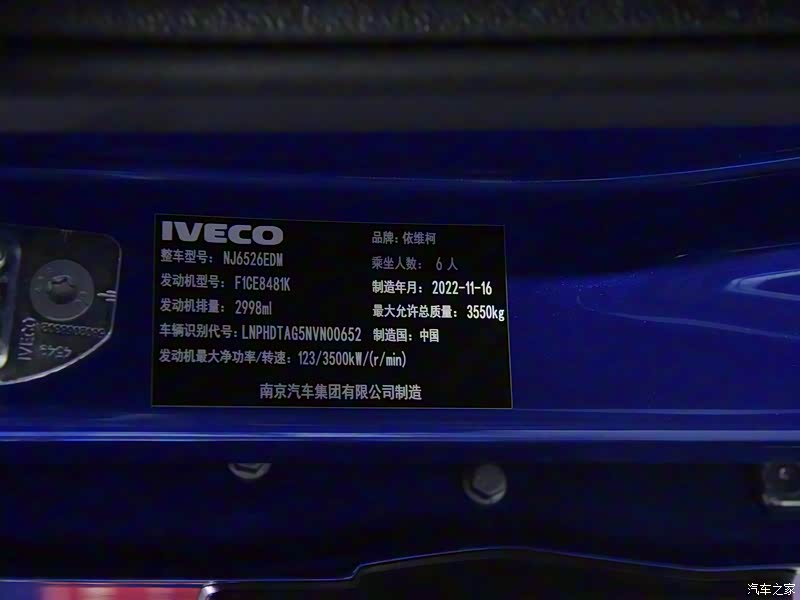 IVECO
品牌：依维柯
整车型号：NJ6526EDM
乘坐人数：6人
发动机型号：F1CE8481K
制造年月：2022-11-16
发动机排量：2998ml
最大允许总质量：3550kg
车辆识别代号：LNPHDTAG5NVN00652
制造国：中国
发动机最大净功率/转速：123/3500kW/(r/min)
南京汽车集团有限公司制造
IVECO
汽车之家